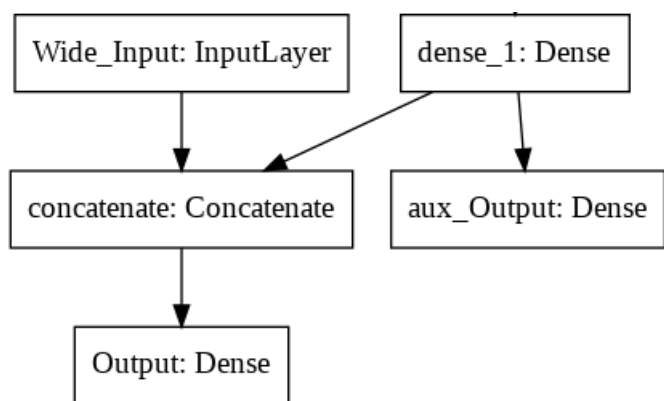 Wide_Input: InputLayer
dense_1: Dense
concatenate: Concatenate
aux_Output: Dense
Output: Dense